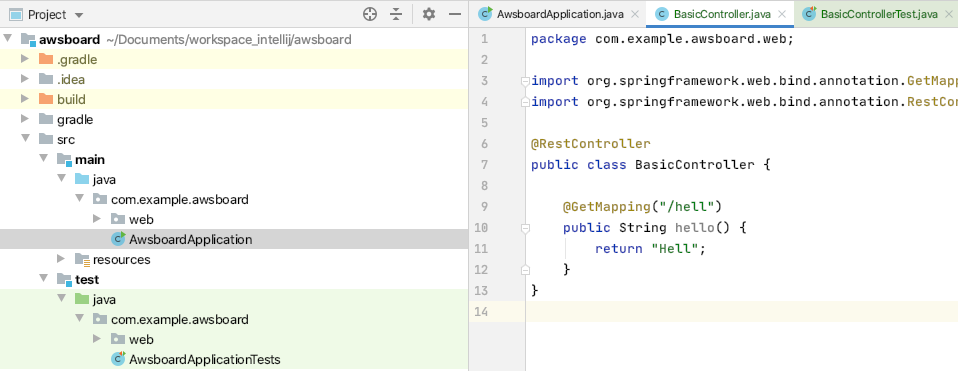 Project
awsboard ~/Documents/workspace_intellij/awsboard
.gradle
.idea
build
gradle
src
main
java
com.example.awsboard
web
AwsboardApplication
resources
test
java
com.example.awsboard
web
AwsboardApplicationTests
AwsboardApplication.java BasicController.java BasicControllerTest.java
1 package com.example.awsboard.web;
2
3 import org.springframework.web.bind.annotation.GetMapp
4 import org.springframework.web.bind.annotation.RestCon
5
6 @RestController
7 public class BasicController {
8
9 @GetMapping("/hell")
10 public String hello() {
11 return "Hell";
12 }
13 }
14